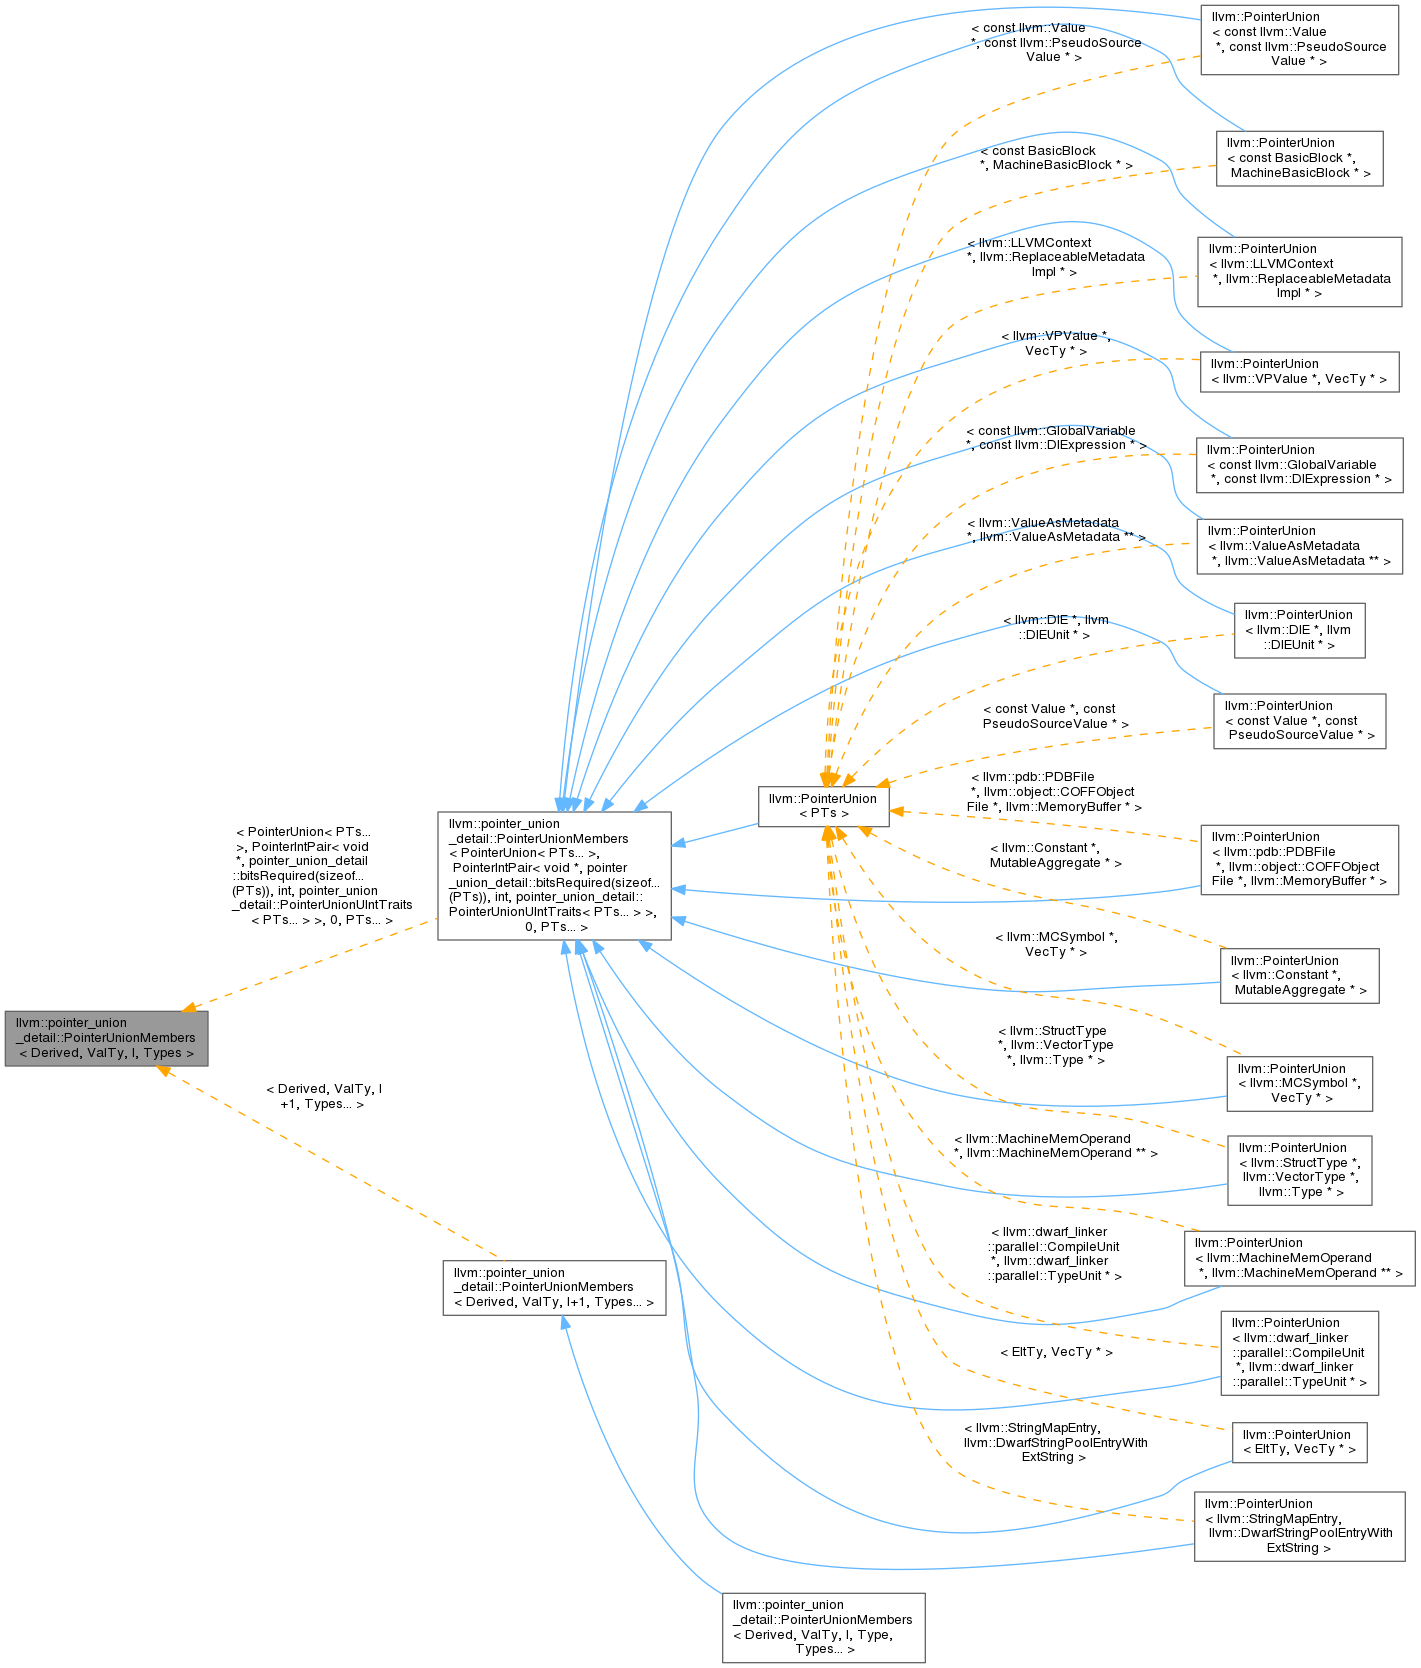 llvm::PointerUnion
< const llvm::Value
*, const llvm::PseudoSource
Value * >
< const llvm::Value
*, const llvm::PseudoSource
Value * >
llvm::PointerUnion
< const BasicBlock *,
MachineBasicBlock * >
< const BasicBlock
*, MachineBasicBlock * >
llvm::PointerUnion
< llvm::LLVMContext
*, llvm::ReplaceableMetadata
Impl * >
< llvm::LLVMContext
*, llvm::ReplaceableMetadata
Impl * >
llvm::PointerUnion
< llvm::VPValue *, VecTy * >
< llvm::VPValue *,
VecTy * >
llvm::PointerUnion
< const llvm::GlobalVariable
*, const llvm::DIExpression * >
< const llvm::GlobalVariable
*, const llvm::DIExpression * >
llvm::PointerUnion
< llvm::ValueAsMetadata
*, llvm::ValueAsMetadata ** >
< llvm::ValueAsMetadata
*, llvm::ValueAsMetadata ** >
llvm::PointerUnion
< llvm::DIE *, llvm
::DIEUnit * >
< llvm::DIE *, llvm
::DIEUnit * >
llvm::PointerUnion
< const Value *, const
PseudoSourceValue * >
< const Value *, const
PseudoSourceValue * >
llvm::PointerUnion
< PTs >
< llvm::pdb::PDBFile
*, llvm::object::COFFObject
File *, llvm::MemoryBuffer * >
llvm::PointerUnion
< llvm::pdb::PDBFile
*, llvm::object::COFFObject
File *, llvm::MemoryBuffer * >
< PointerUnion< PTs...
>, PointerIntPair< void
*, pointer_union_detail
::bitsRequired(sizeof...
(PTs)), int, pointer_union
_detail::PointerUnionUIntTraits
< PTs... > >, 0, PTs... >
llvm::pointer_union
_detail::PointerUnionMembers
< PointerUnion< PTs... >,
PointerIntPair< void *, pointer
_union_detail::bitsRequired(sizeof...
(PTs)), int, pointer_union_detail::
PointerUnionUIntTraits< PTs... > >,
0, PTs... >
< llvm::Constant *,
MutableAggregate * >
llvm::PointerUnion
< llvm::Constant *,
MutableAggregate * >
< llvm::MCSymbol *,
VecTy * >
llvm::pointer_union
_detail::PointerUnionMembers
< Derived, ValTy, I, Types >
< llvm::StructType
*, llvm::VectorType
*, llvm::Type * >
llvm::PointerUnion
< llvm::MCSymbol *,
VecTy * >
< Derived, ValTy, I
+1, Types... >
< llvm::MachineMemOperand
*, llvm::MachineMemOperand ** >
llvm::PointerUnion
< llvm::StructType *,
llvm::VectorType *,
llvm::Type * >
< llvm::dwarf_linker
::parallel::CompileUnit
*, llvm::dwarf_linker
::parallel::TypeUnit * >
llvm::PointerUnion
< llvm::MachineMemOperand
*, llvm::MachineMemOperand ** >
llvm::pointer_union
_detail::PointerUnionMembers
< Derived, ValTy, I+1, Types... >
llvm::PointerUnion
< llvm::dwarf_linker
::parallel::CompileUnit
*, llvm::dwarf_linker
::parallel::TypeUnit * >
< EltTy, VecTy * >
< llvm::StringMapEntry,
llvm::DwarfStringPoolEntryWith
ExtString >
llvm::PointerUnion
< EltTy, VecTy * >
llvm::PointerUnion
< llvm::StringMapEntry,
llvm::DwarfStringPoolEntryWith
ExtString >
llvm::pointer_union
_detail::PointerUnionMembers
< Derived, ValTy, I, Type,
Types... >